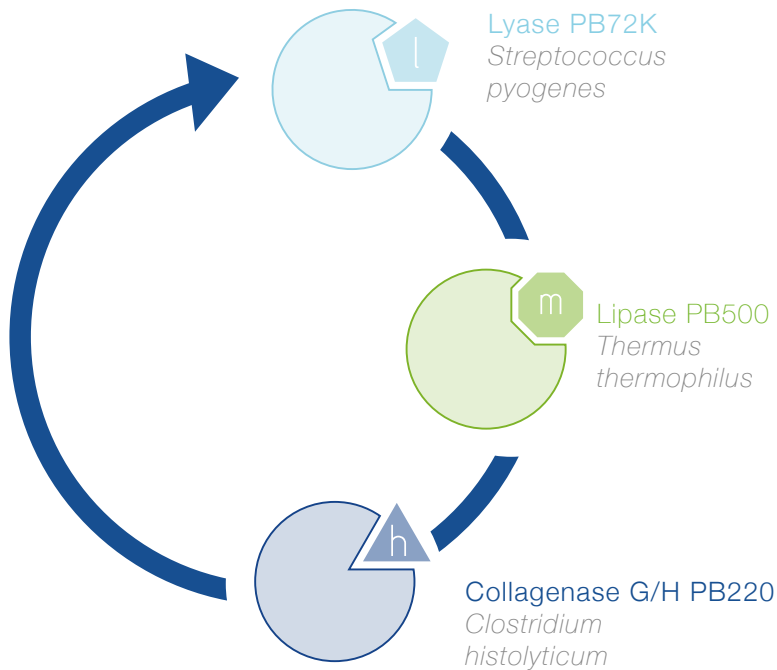 l
Lyase PB72K
Streptococcus
pyogenes
m
Lipase PB500
Thermus
thermophilus
h
Collagenase G/H PB220
Clostridium
histolyticum